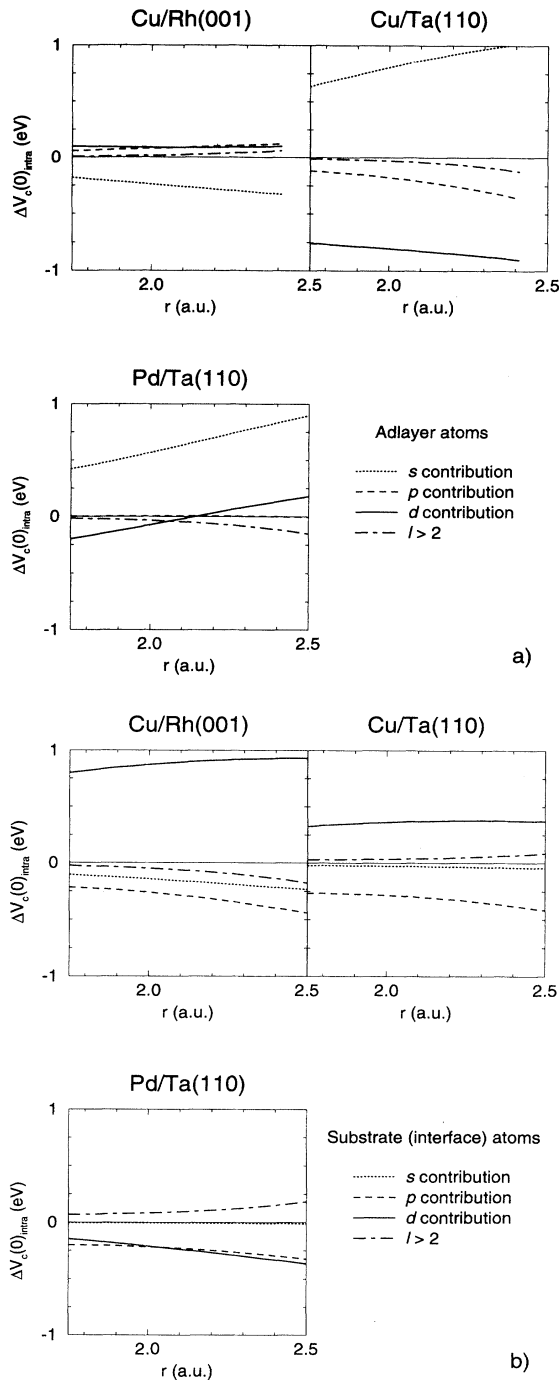 Cu/Rh(001) Cu/Ta(110)
1
0
-1
ΔVc(0)intra (eV)
2.0 2.5 2.0 2.5
r (a.u.) r (a.u.)
Pd/Ta(110)
1
0
-1
ΔVc(0)intra (eV)
2.0 2.5
r (a.u.)
Adlayer atoms
s contribution
p contribution
d contribution
l > 2
a)
Cu/Rh(001) Cu/Ta(110)
1
0
-1
ΔVc(0)intra (eV)
2.0 2.5 2.0 2.5
r (a.u.) r (a.u.)
Pd/Ta(110)
1
0
-1
ΔVc(0)intra (eV)
2.0 2.5
r (a.u.)
Substrate (interface) atoms
s contribution
p contribution
d contribution
l > 2
b)